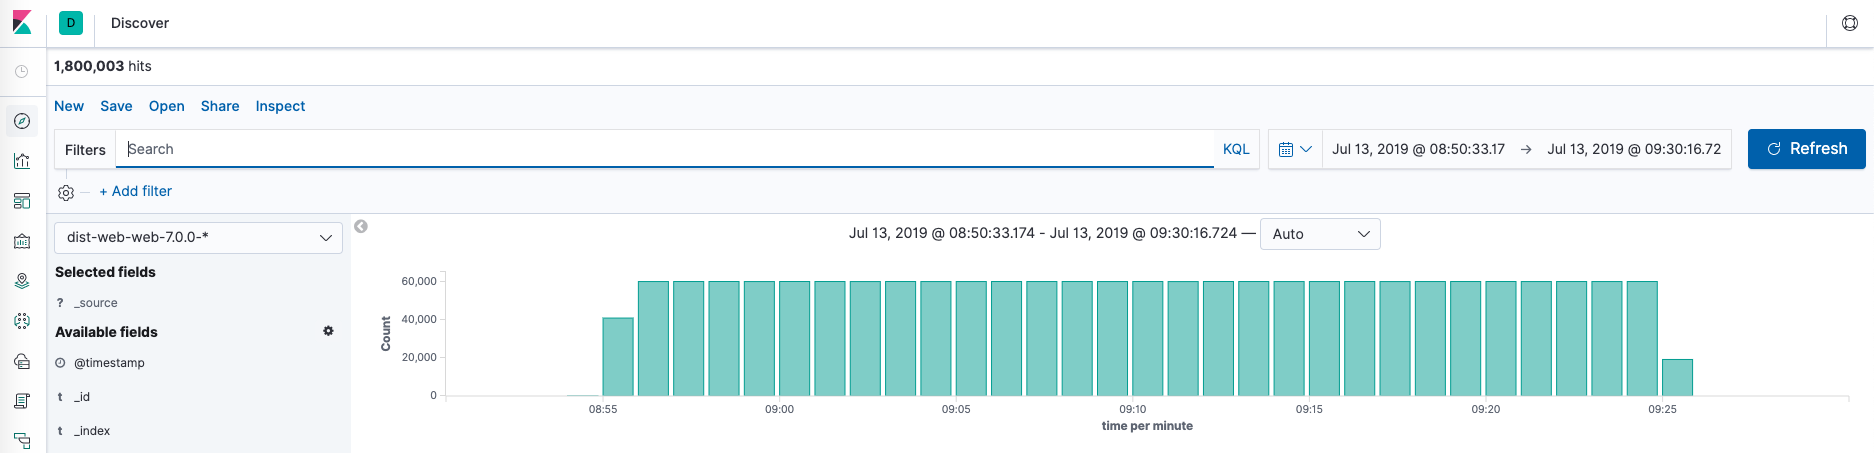 D Discover
1,800,003 hits
New Save Open Share Inspect
Filters Search KQL Jul 13, 2019 @ 08:50:33.17 → Jul 13, 2019 @ 09:30:16.72 Refresh
+ Add filter
dist-web-web-7.0.0-*
Jul 13, 2019 @ 08:50:33.174 - Jul 13, 2019 @ 09:30:16.724 — Auto
Selected fields
? _source
Available fields
@timestamp
t _id
t _index
Count
60,000
40,000
20,000
0
08:55 09:00 09:05 09:10 09:15 09:20 09:25
time per minute